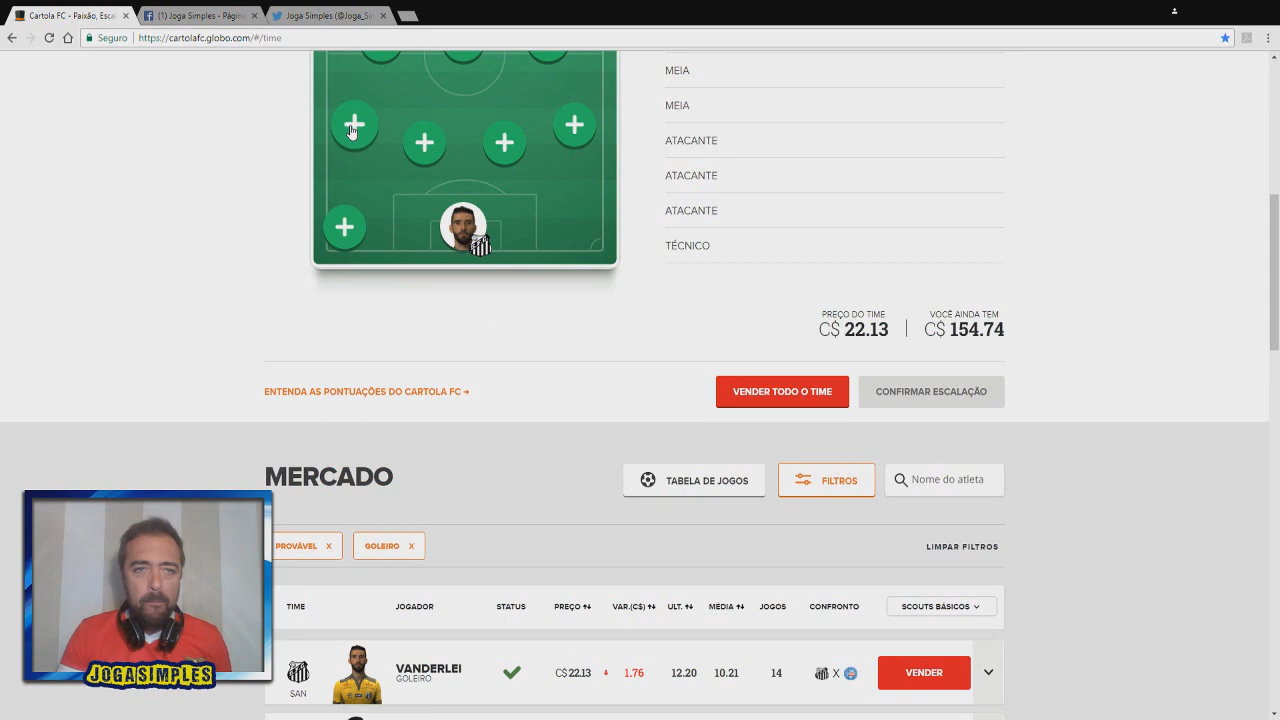 Cartola FC - Paixão, Esca
(1) Joga Simples - Págin
Joga Simples (@Joga_Sin
Seguro
https://cartolafc.globo.com/#/time
MEIA
MEIA
ATACANTE
ATACANTE
ATACANTE
TÉCNICO
PREÇO DO TIME
C$ 22.13
VOCÊ AINDA TEM
C$ 154.74
ENTENDA AS PONTUAÇÕES DO CARTOLA FC
VENDER TODO O TIME
CONFIRMAR ESCALAÇÃO
MERCADO
TABELA DE JOGOS
FILTROS
Nome do atleta
PROVÁVEL X
GOLEIRO X
LIMPAR FILTROS
TIME JOGADOR STATUS PREÇO VAR.(C$) ULT. MÉDIA JOGOS CONFRONTO SCOUTS BÁSICOS
SAN
VANDERLEI
GOLEIRO
C$ 22.13 1.76 12.20 10.21 14 X
VENDER
JOGASIMPLES